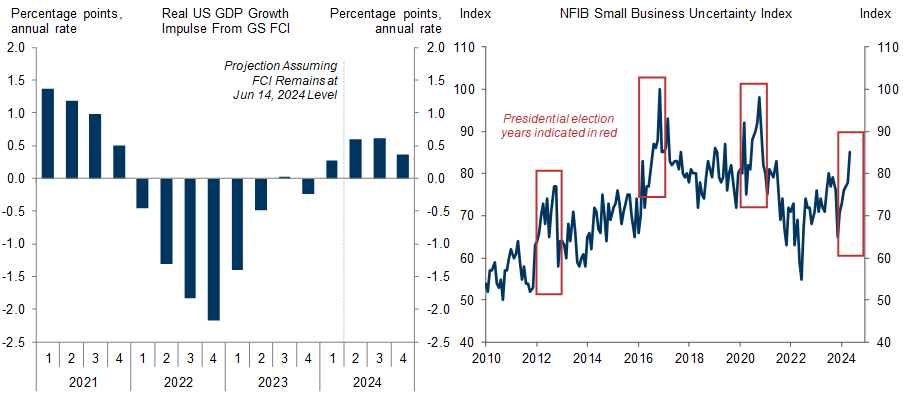 Percentage points,
annual rate
Real US GDP Growth
Impulse From GS FCI
Percentage points,
annual rate
2.0
1.5
1.0
0.5
0.0
-0.5
-1.0
-1.5
-2.0
-2.5
Projection Assuming
FCI Remains at
Jun 14, 2024 Level
2.0
1.5
1.0
0.5
0.0
-0.5
-1.0
-1.5
-2.0
-2.5
1 2 3 4 1 2 3 4 1 2 3 4 1 2 3 4
2021 2022 2023 2024
Index
NFIB Small Business Uncertainty Index
Index
110
100
90
80
70
60
50
40
Presidential election
years indicated in red
110
100
90
80
70
60
50
40
2010 2012 2014 2016 2018 2020 2022 2024